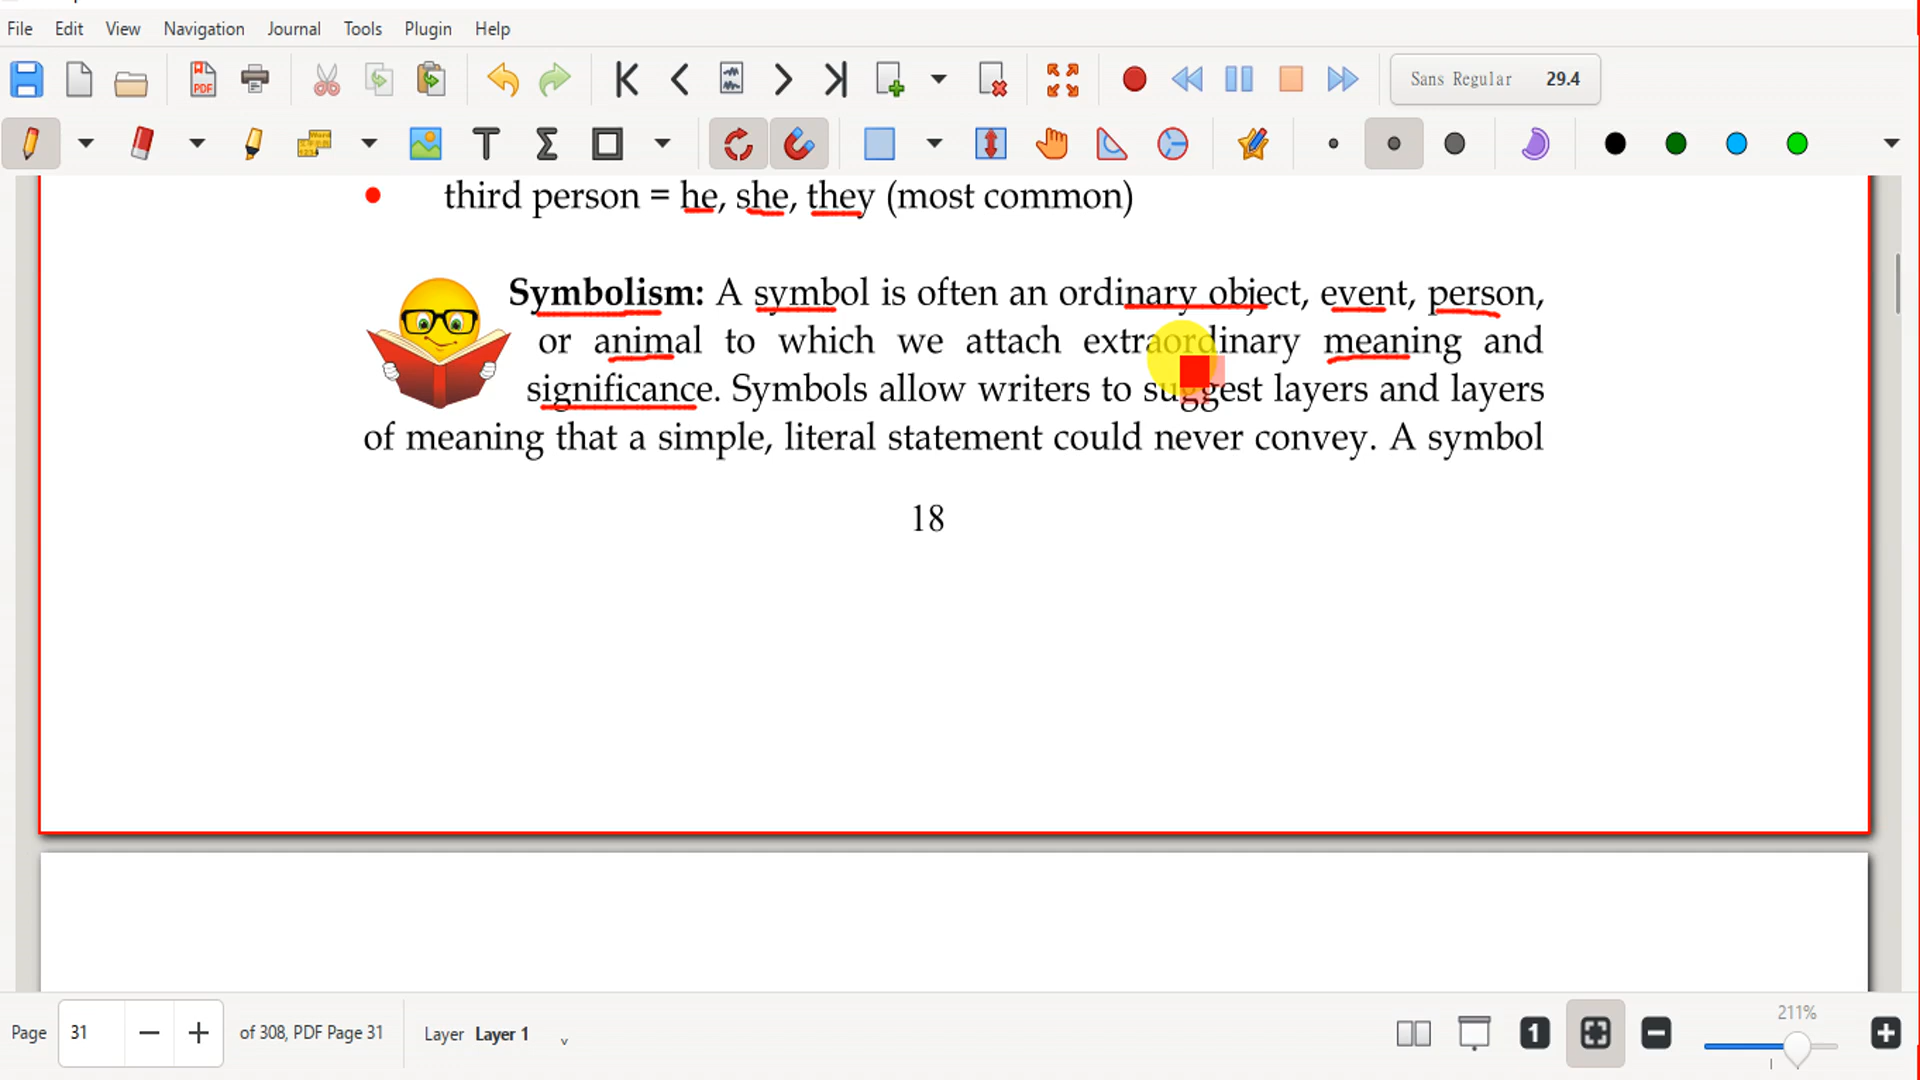 File Edit View Navigation Journal Tools Plugin Help
PDF
Sans Regular 29.4
T Σ
• third person = he, she, they (most common)
Symbolism: A symbol is often an ordinary object, event, person,
or animal to which we attach extraordinary meaning and
significance. Symbols allow writers to suggest layers and layers
of meaning that a simple, literal statement could never convey. A symbol
18
211%
Page 31 of 308, PDF Page 31 Layer Layer 1 1